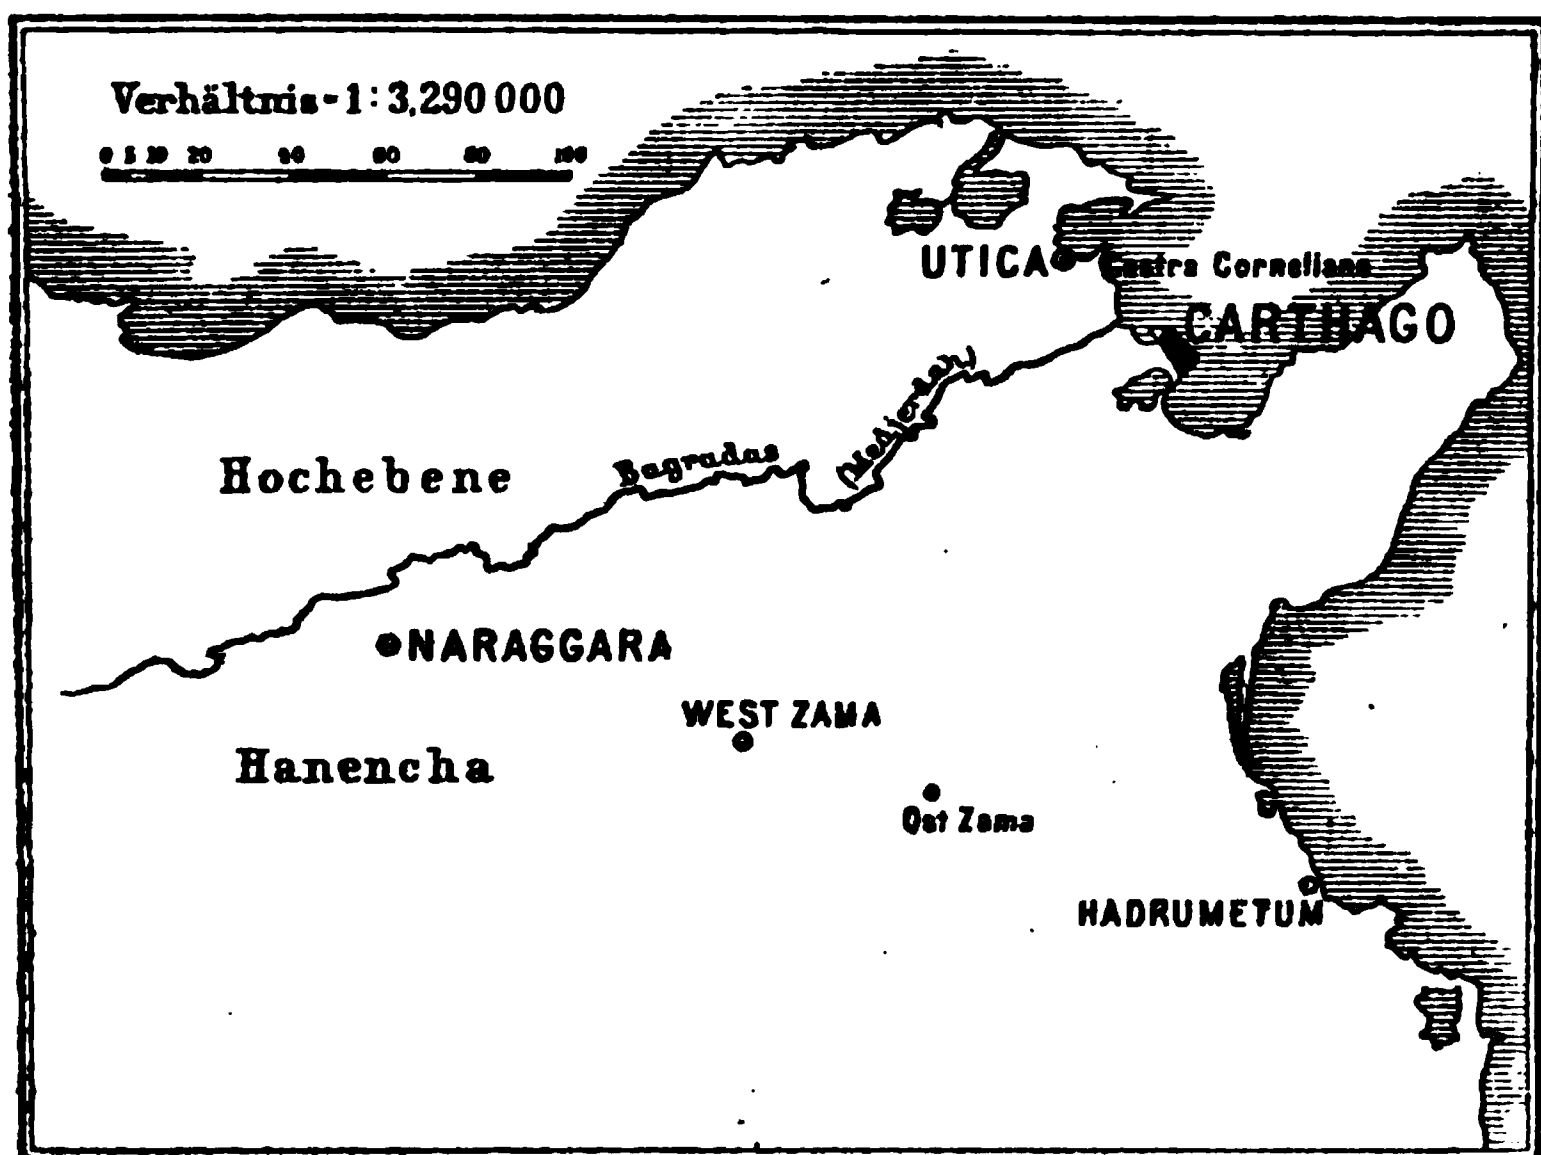 Verhältnis - 1 : 3,290 000
0 5 10 20 40 60 80 100
UTICA
Castra Corneliana
CARTHAGO
(Medjerdah)
Bagradas
Hochebene
NARAGGARA
WEST ZAMA
Hanencha
Ost Zama
HADRUMETUM